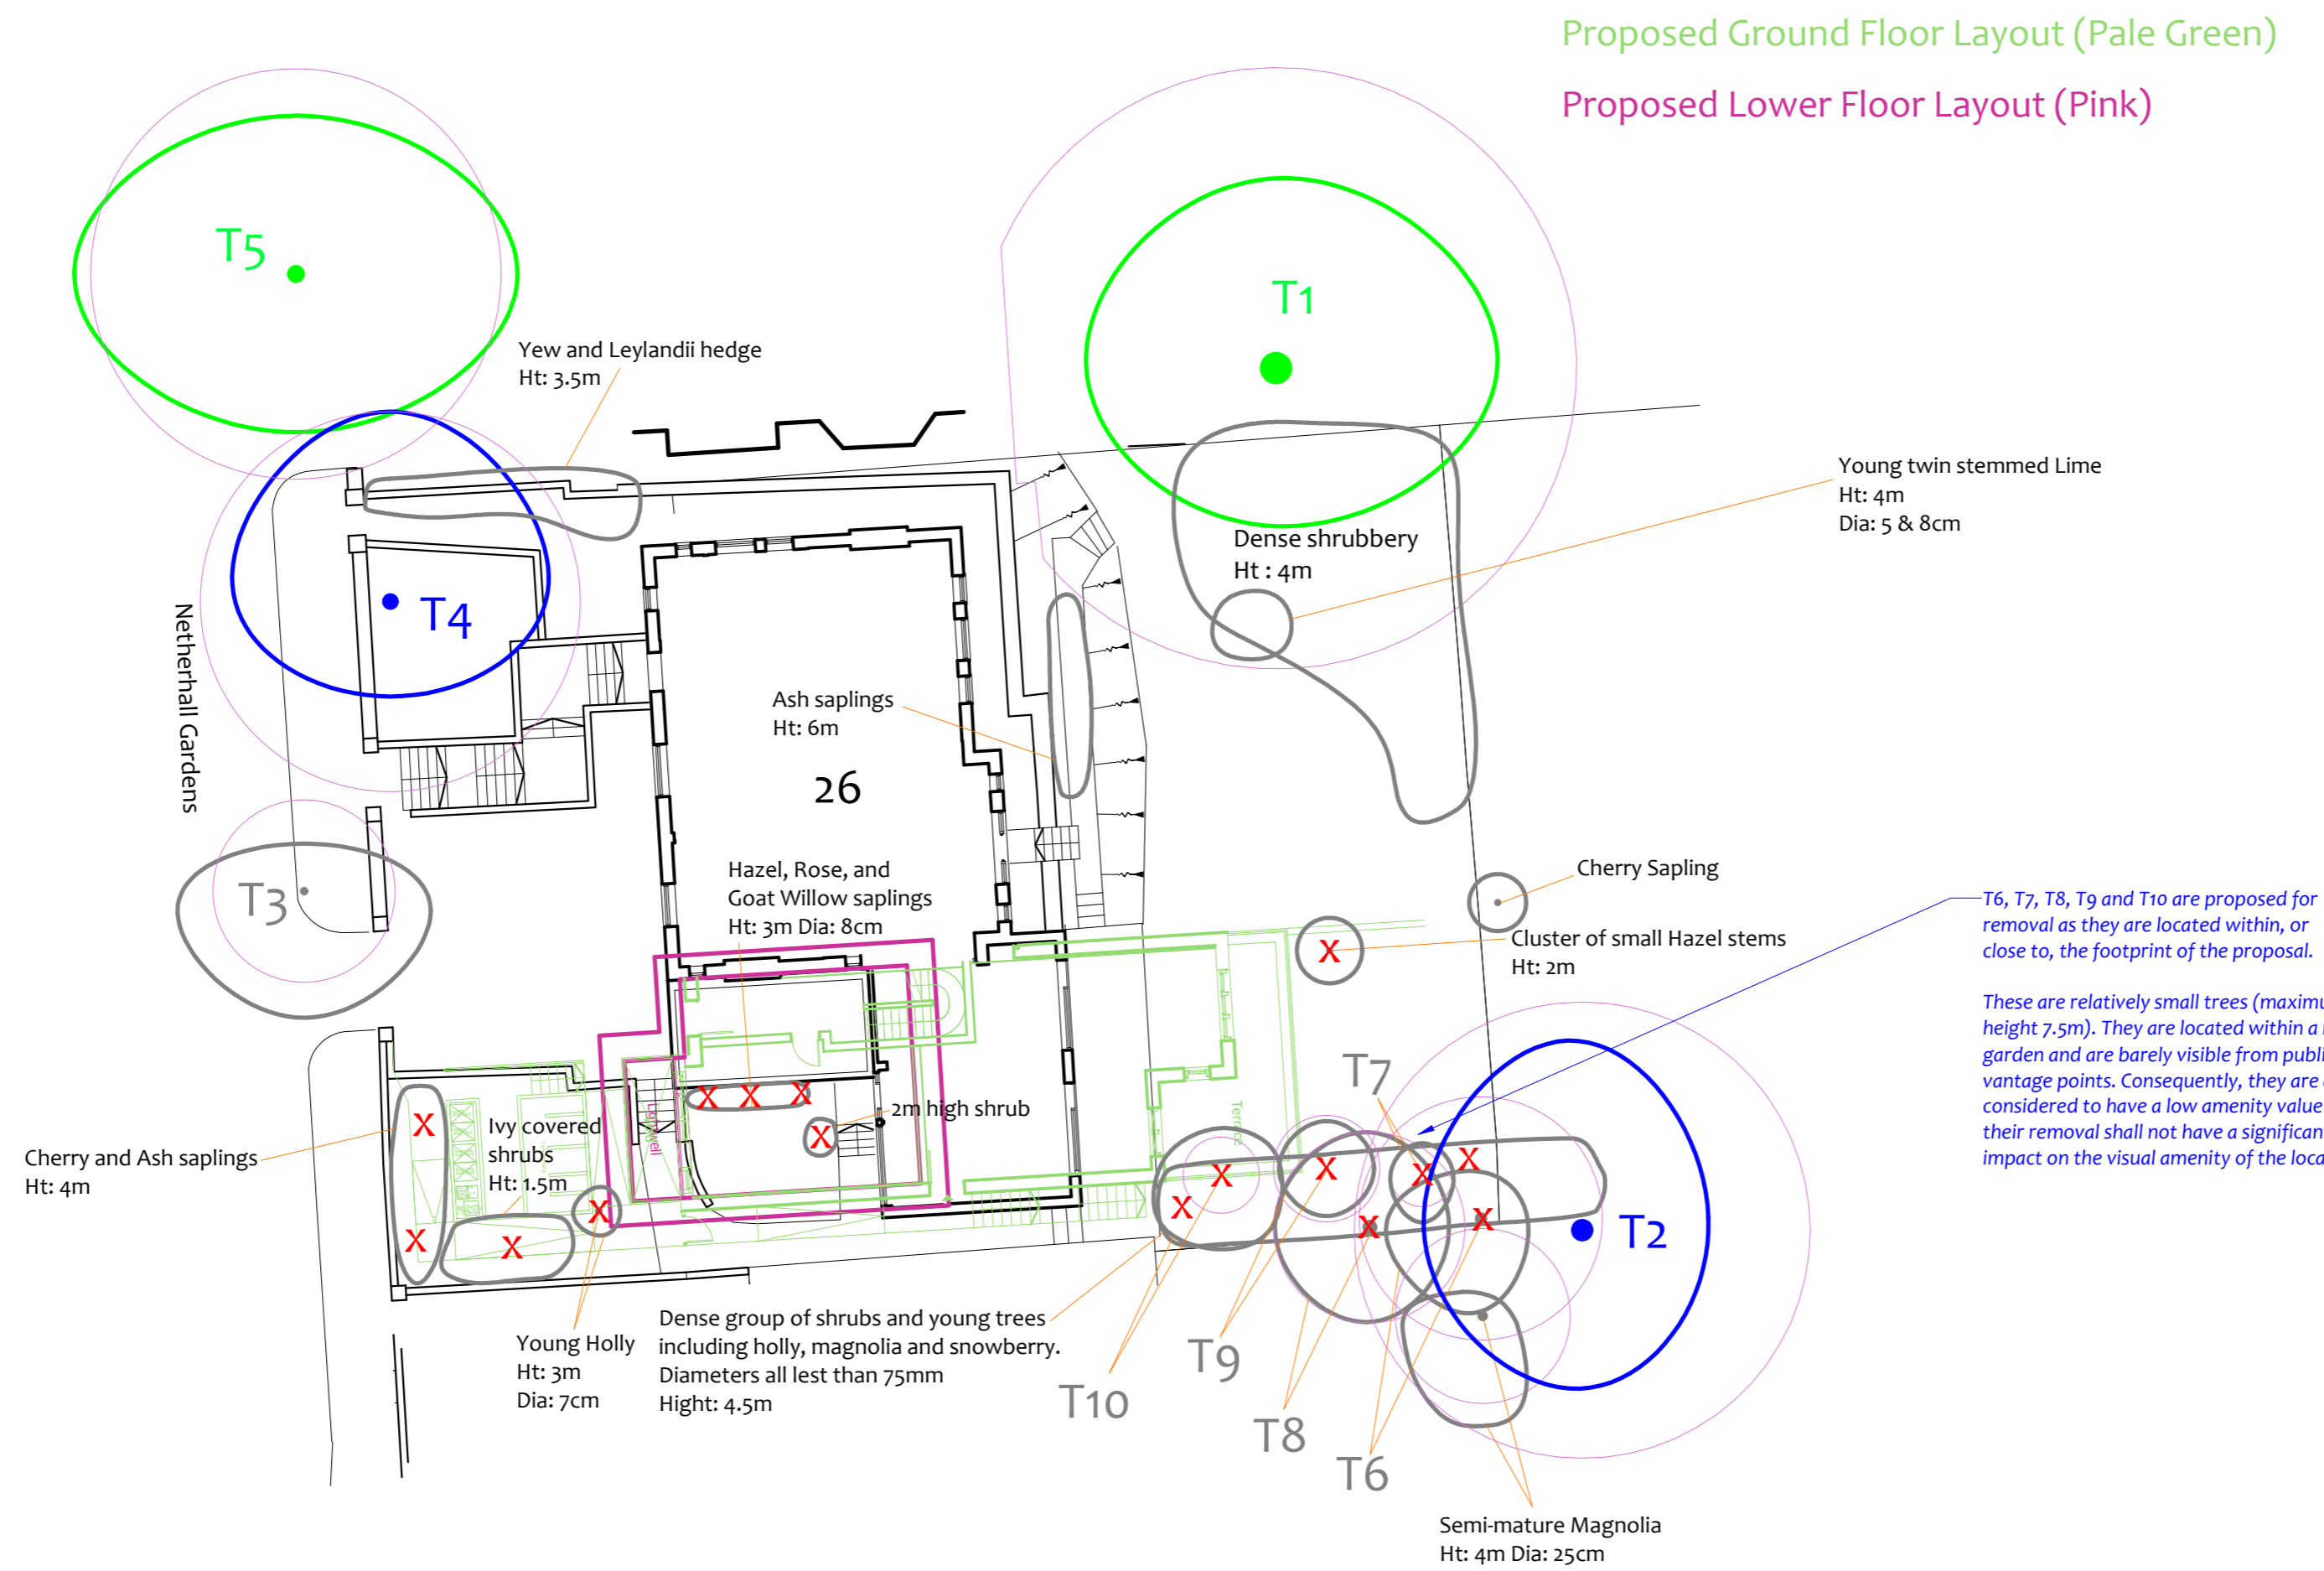 Proposed Ground Floor Layout (Pale Green)
Proposed Lower Floor Layout (Pink)
T5
T1
Yew and Leylandii hedge
Ht: 3.5m
Young twin stemmed Lime
Ht: 4m
Dia: 5 & 8cm
Dense shrubbery
Ht : 4m
T4
Netherhall Gardens
Ash saplings
Ht: 6m
26
T3
Hazel, Rose, and
Goat Willow saplings
Ht: 3m Dia: 8cm
Cherry Sapling
Cluster of small Hazel stems
Ht: 2m
T6, T7, T8, T9 and T10 are proposed for
removal as they are located within, or
close to, the footprint of the proposal.
These are relatively small trees (maximu
height 7.5m). They are located within a
garden and are barely visible from publi
vantage points. Consequently, they are
considered to have a low amenity value
their removal shall not have a significan
impact on the visual amenity of the loca
T7
X
X X X
2m high shrub
X
Lightwell
Terrace
X
Ivy covered
shrubs
Ht: 1.5m
Cherry and Ash saplings
Ht: 4m
X
X
X
X
X
X
X
X
X
X
X
T2
Young Holly
Ht: 3m
Dia: 7cm
Dense group of shrubs and young trees
including holly, magnolia and snowberry.
Diameters all lest than 75mm
Hight: 4.5m
T10
T9
T8
T6
Semi-mature Magnolia
Ht: 4m Dia: 25cm